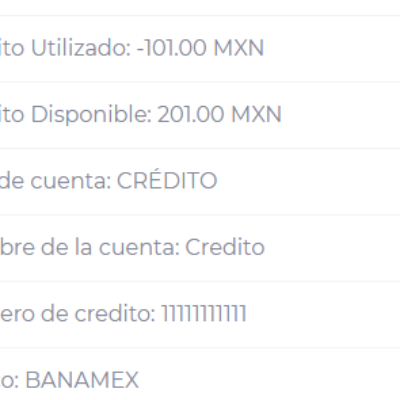 ito Utilizado: -101.00 MXN
ito Disponible: 201.00 MXN
de cuenta: CRÉDITO
bre de la cuenta: Credito
ero de credito: 11111111111
o: BANAMEX